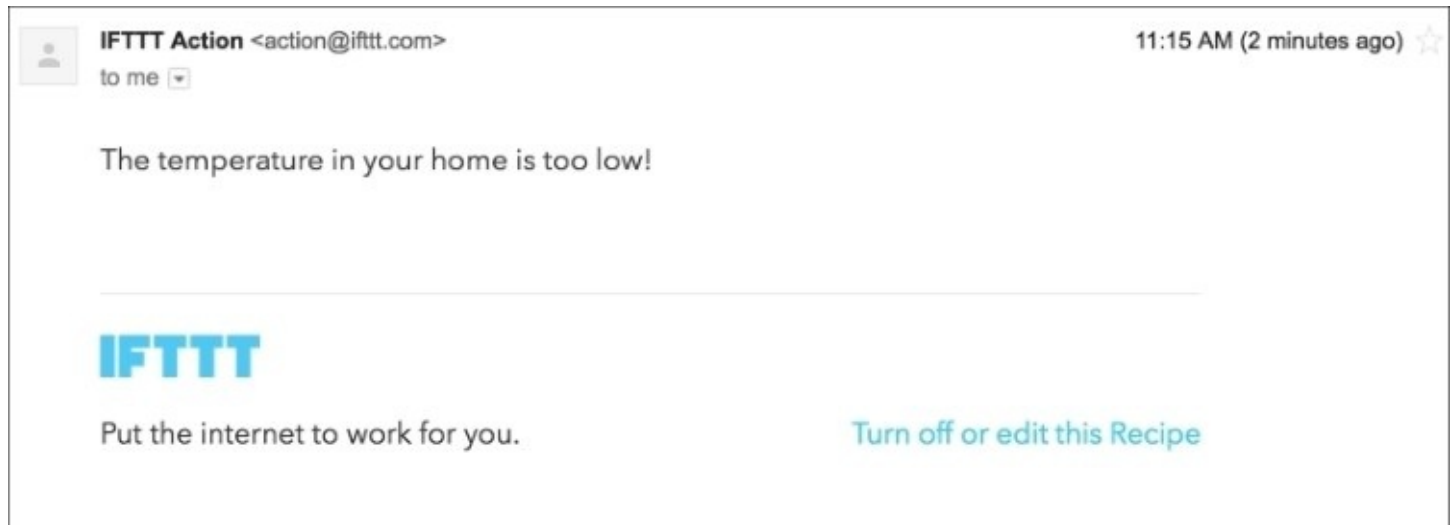 IFTTT Action <action@ifttt.com>
11:15 AM (2 minutes ago)
to me
The temperature in your home is too low!
IFTTT
Put the internet to work for you.
Turn off or edit this Recipe